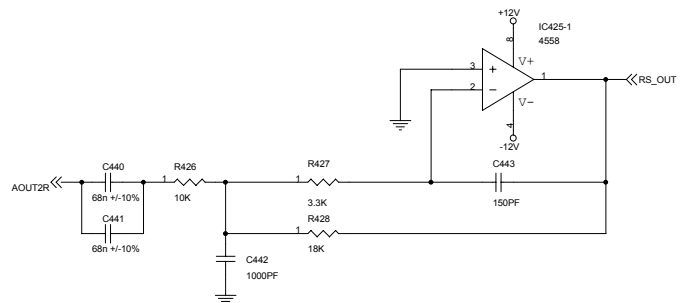 +12V
IC425-1
4558
8
V+
3
+
1
RS_OUT
2
−
V−
4
-12V
C440
R426
R427
C443
1
1
AOUT2R
68n +/-10%
10K
3.3K
150PF
C441
R428
1
68n +/-10%
18K
C442
1000PF